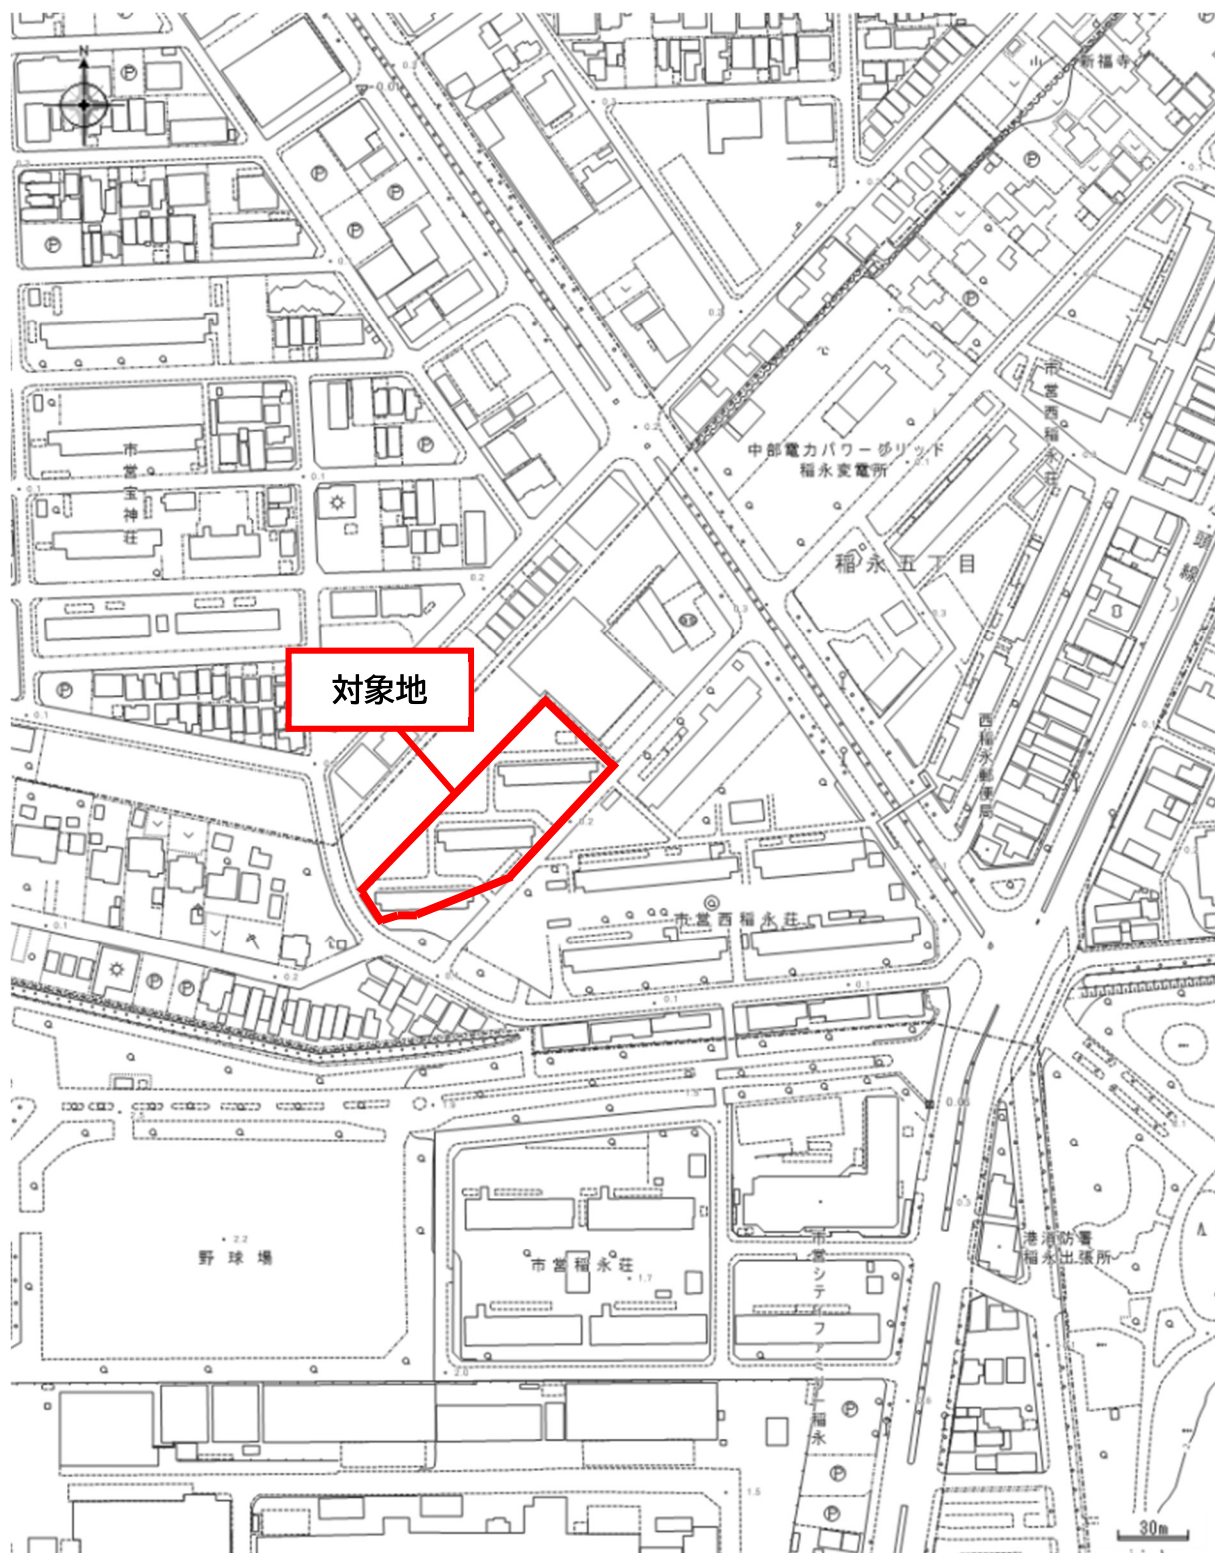 N
新福寺
中部電力パワーグリッド
稲永変電所
市営西稲永荘
市営宝神荘
稲永五丁目
頭線
対象地
西稲永郵便局
市営西稲永荘
野球場
市営稲永荘
港消防署
稲永出張所
市営シティファミリー稲永
30m